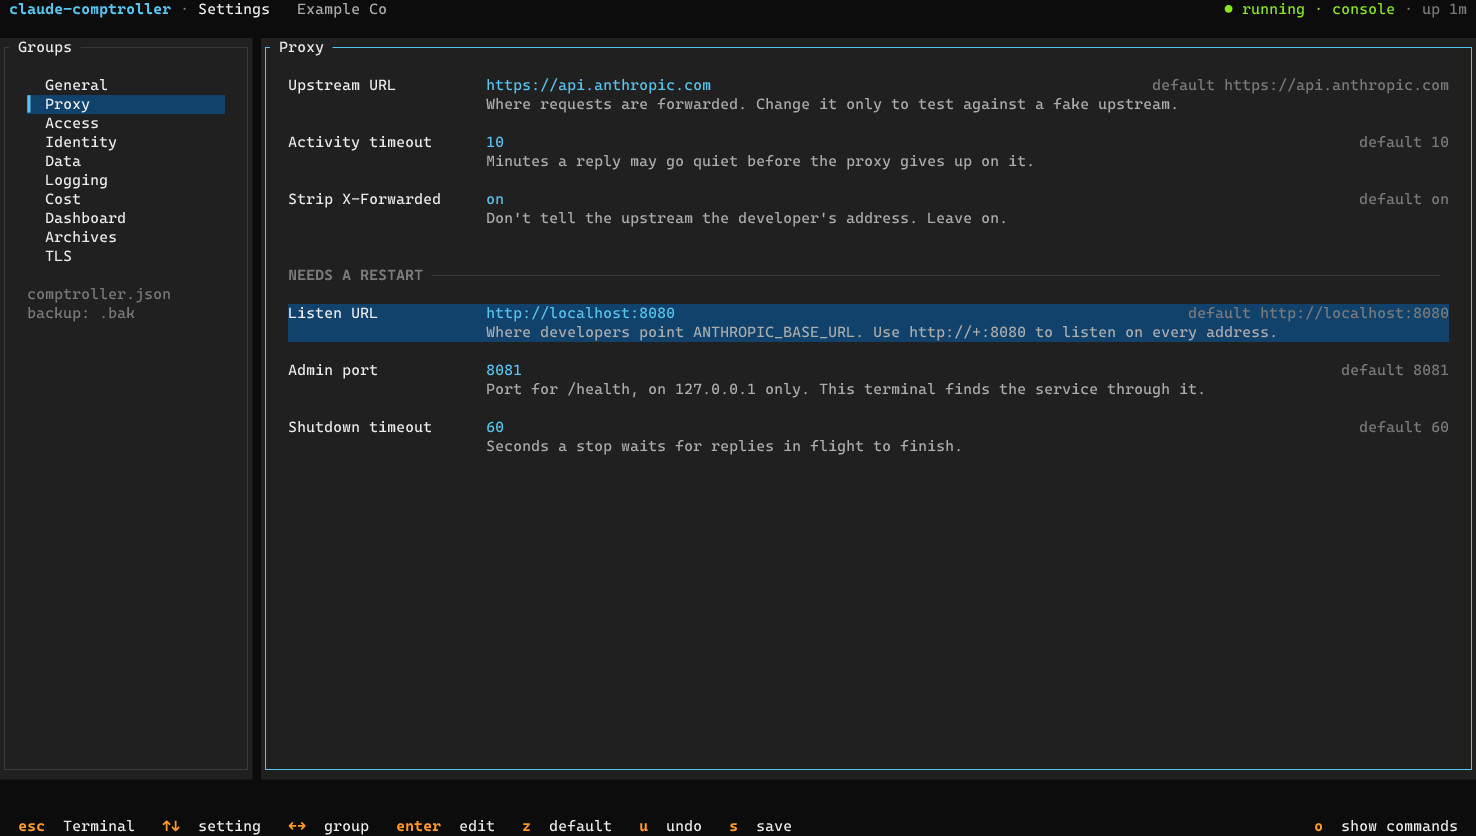 claude-comptroller · Settings   Example Co   ● running · console · up 1m
Groups
General
Proxy
Access
Identity
Data
Logging
Cost
Dashboard
Archives
TLS
comptroller.json
backup: .bak
Proxy
Upstream URL   https://api.anthropic.com   default https://api.anthropic.com
Where requests are forwarded. Change it only to test against a fake upstream.
Activity timeout   10   default 10
Minutes a reply may go quiet before the proxy gives up on it.
Strip X-Forwarded   on   default on
Don't tell the upstream the developer's address. Leave on.
NEEDS A RESTART
Listen URL   http://localhost:8080   default http://localhost:8080
Where developers point ANTHROPIC_BASE_URL. Use http://+:8080 to listen on every address.
Admin port   8081   default 8081
Port for /health, on 127.0.0.1 only. This terminal finds the service through it.
Shutdown timeout   60   default 60
Seconds a stop waits for replies in flight to finish.
esc Terminal   ↑↓ setting   ←→ group   enter edit   z default   u undo   s save   o show commands